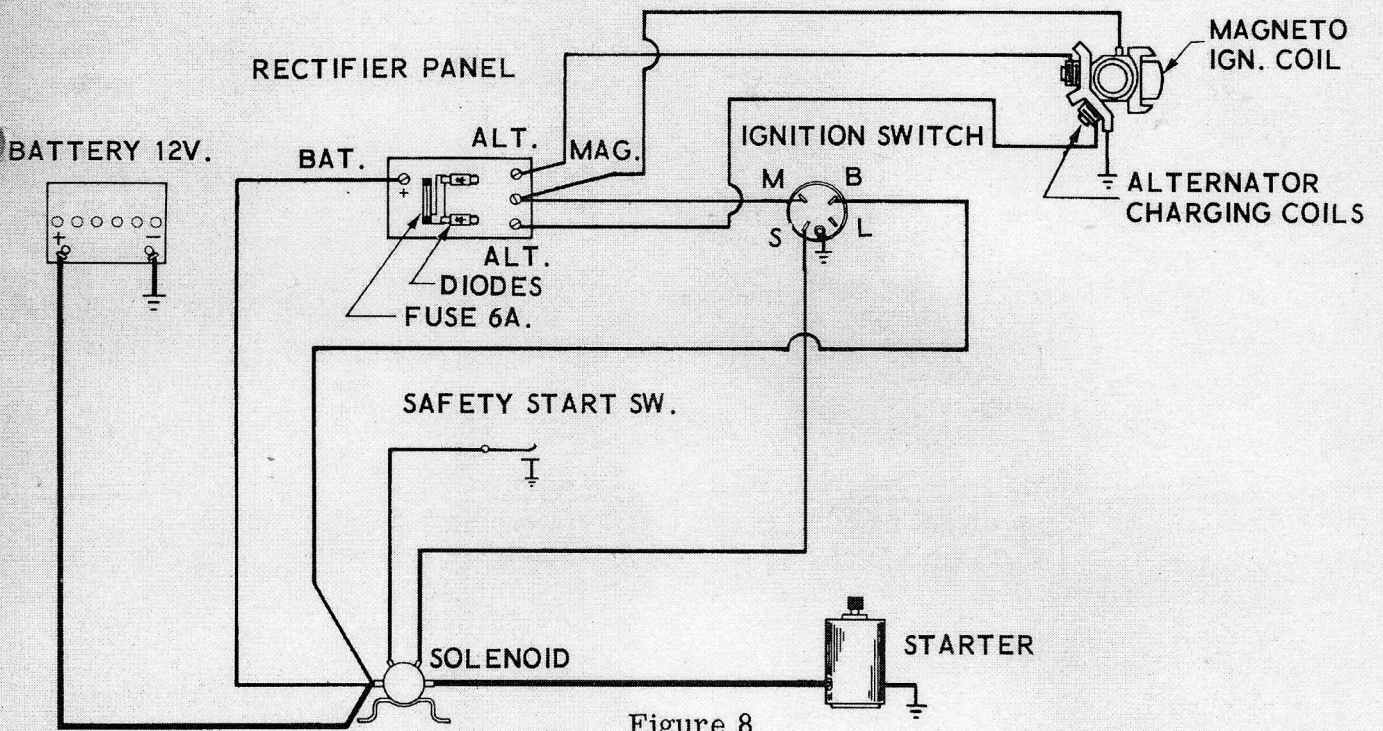 MAGNETO
IGN. COIL
RECTIFIER PANEL
BATTERY 12V.
BAT.
ALT.
MAG.
IGNITION SWITCH
M
B
S
L
ALTERNATOR
CHARGING COILS
+
-
+
ALT.
DIODES
FUSE 6A.
SAFETY START SW.
SOLENOID
STARTER
Figure 8